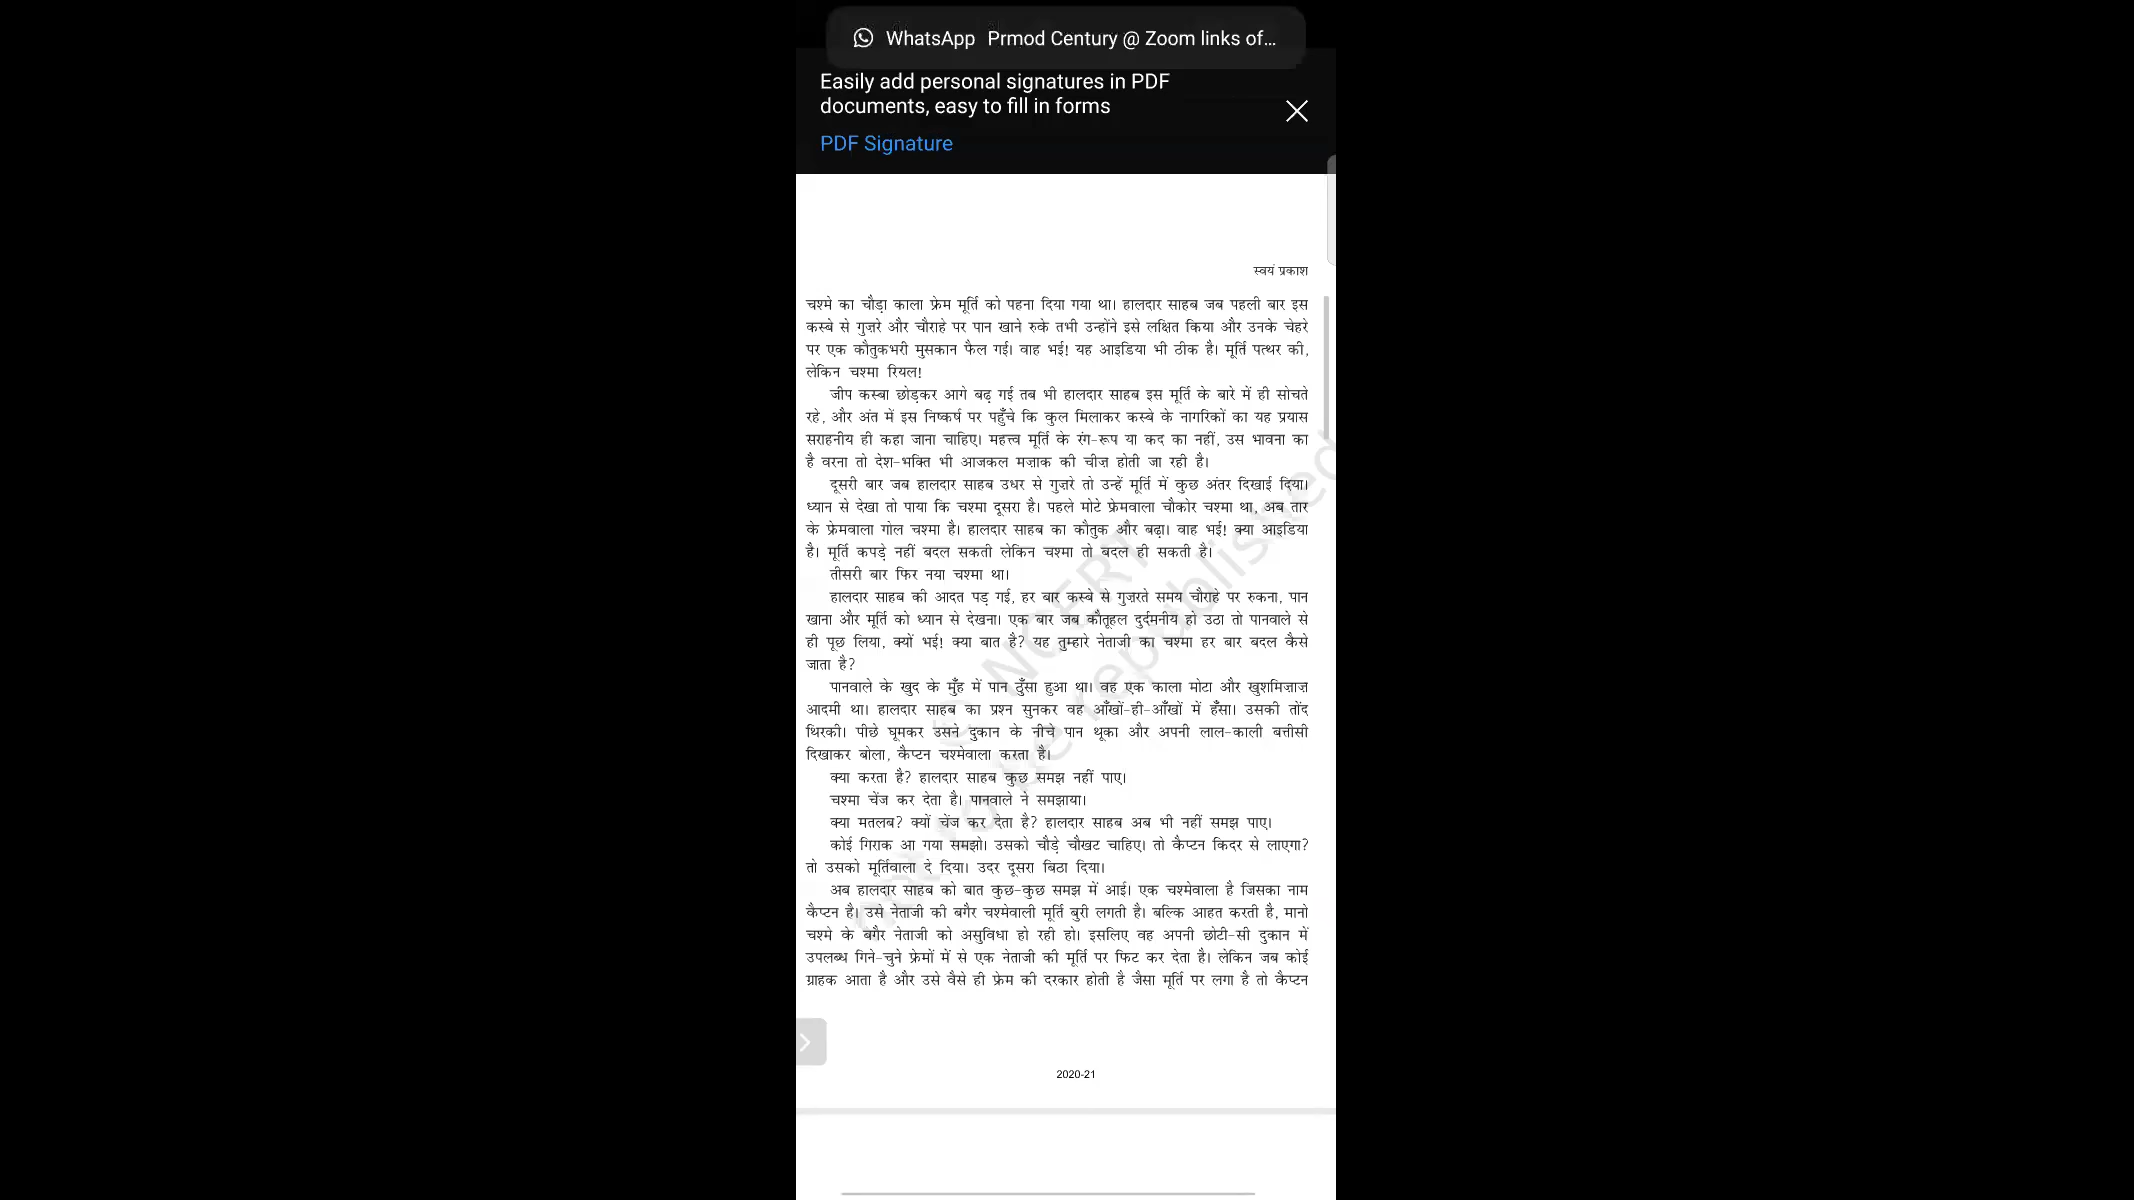 WhatsApp Prmod Century @ Zoom links of...
Easily add personal signatures in PDF
documents, easy to fill in forms
PDF Signature
स्वयं प्रकाश
चश्मे का चौड़ा काला फ्रेम मूर्ति को पहना दिया गया था। हालदार साहब जब पहली बार इस
कस्बे से गुज़रे और चौराहे पर पान खाने रुके तभी उन्होंने इसे लक्षित किया और उनके चेहरे
पर एक कौतुकभरी मुसकान फैल गई। वाह भई! यह आइडिया भी ठीक है। मूर्ति पत्थर की,
लेकिन चश्मा रियल!
जीप कस्बा छोड़कर आगे बढ़ गई तब भी हालदार साहब इस मूर्ति के बारे में ही सोचते
रहे, और अंत में इस निष्कर्ष पर पहुँचे कि कुल मिलाकर कस्बे के नागरिकों का यह प्रयास
सराहनीय ही कहा जाना चाहिए। महत्त्व मूर्ति के रंग-रूप या कद का नहीं, उस भावना का
है वरना तो देश-भक्ति भी आजकल मज़ाक की चीज़ होती जा रही है।
दूसरी बार जब हालदार साहब उधर से गुज़रे तो उन्हें मूर्ति में कुछ अंतर दिखाई दिया।
ध्यान से देखा तो पाया कि चश्मा दूसरा है। पहले मोटे फ्रेमवाला चौकोर चश्मा था, अब तार
के फ्रेमवाला गोल चश्मा है। हालदार साहब का कौतुक और बढ़ा। वाह भई! क्या आइडिया
है। मूर्ति कपड़े नहीं बदल सकती लेकिन चश्मा तो बदल ही सकती है।
तीसरी बार फिर नया चश्मा था।
हालदार साहब की आदत पड़ गई, हर बार कस्बे से गुज़रते समय चौराहे पर रुकना, पान
खाना और मूर्ति को ध्यान से देखना। एक बार जब कौतूहल दुर्दमनीय हो उठा तो पानवाले से
ही पूछ लिया, क्यों भई! क्या बात है? यह तुम्हारे नेताजी का चश्मा हर बार बदल कैसे
जाता है?
पानवाले के खुद के मुँह में पान ठुँसा हुआ था। वह एक काला मोटा और खुशमिज़ाज़
आदमी था। हालदार साहब का प्रश्न सुनकर वह आँखों-ही-आँखों में हँसा। उसकी तोंद
थिरकी। पीछे घूमकर उसने दुकान के नीचे पान थूका और अपनी लाल-काली बत्तीसी
दिखाकर बोला, कैप्टन चश्मेवाला करता है।
क्या करता है? हालदार साहब कुछ समझ नहीं पाए।
चश्मा चेंज कर देता है। पानवाले ने समझाया।
क्या मतलब? क्यों चेंज कर देता है? हालदार साहब अब भी नहीं समझ पाए।
कोई गिराक आ गया समझो। उसको चौड़े चौखट चाहिए। तो कैप्टन किदर से लाएगा?
तो उसको मूर्तिवाला दे दिया। उदर दूसरा बिठा दिया।
अब हालदार साहब को बात कुछ-कुछ समझ में आई। एक चश्मेवाला है जिसका नाम
कैप्टन है। उसे नेताजी की बगैर चश्मेवाली मूर्ति बुरी लगती है। बल्कि आहत करती है, मानो
चश्मे के बगैर नेताजी को असुविधा हो रही हो। इसलिए वह अपनी छोटी-सी दुकान में
उपलब्ध गिने-चुने फ्रेमों में से एक नेताजी की मूर्ति पर फिट कर देता है। लेकिन जब कोई
ग्राहक आता है और उसे वैसे ही फ्रेम की दरकार होती है जैसा मूर्ति पर लगा है तो कैप्टन
© NCERT
not to be republished
2020-21